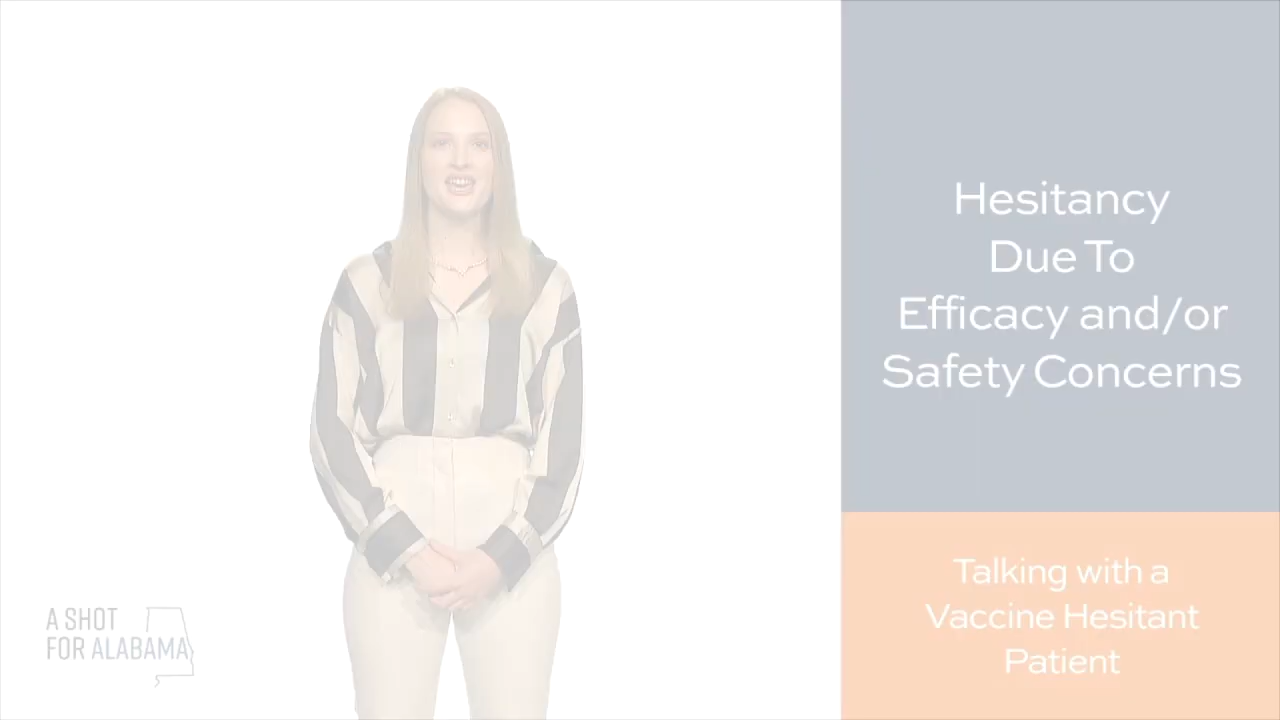 Hesitancy
Due To
Efficacy and/or
Safety Concerns
Talking with a
Vaccine Hesitant
Patient
A SHOT
FOR ALABAMA